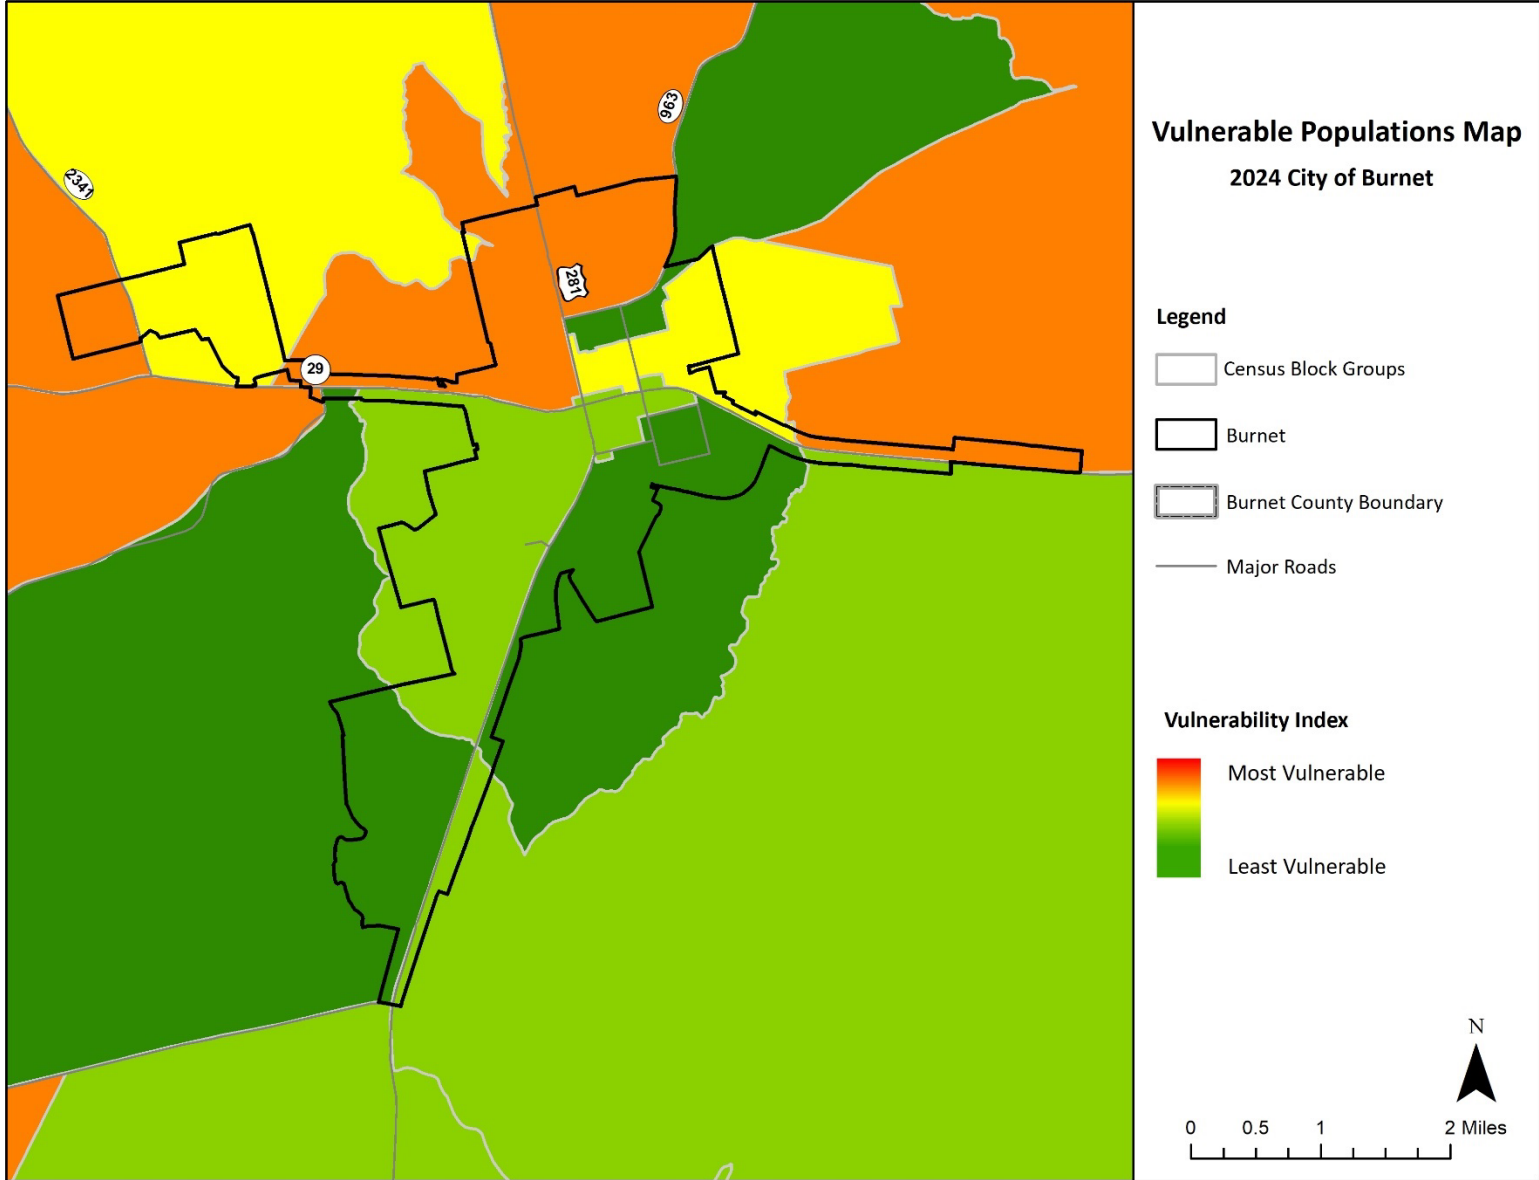 Vulnerable Populations Map
2024 City of Burnet
963
2341
281
29
Legend
Census Block Groups
Burnet
Burnet County Boundary
Major Roads
Vulnerability Index
Most Vulnerable
Least Vulnerable
N
0 0.5 1 2 Miles